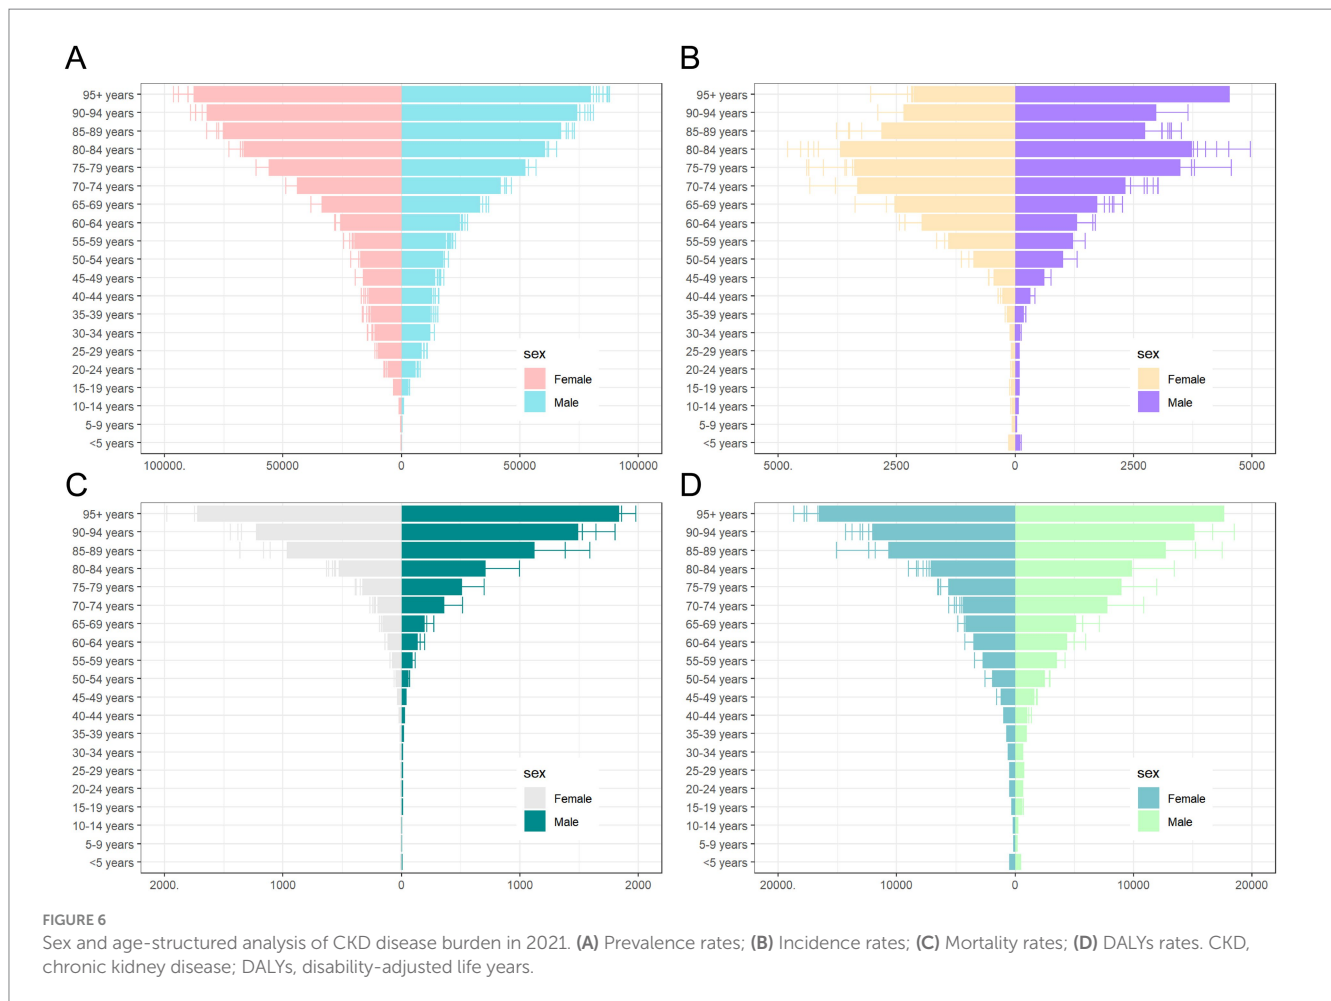 A
95+ years
90-94 years
85-89 years
80-84 years
75-79 years
70-74 years
65-69 years
60-64 years
55-59 years
50-54 years
45-49 years
40-44 years
35-39 years
30-34 years
25-29 years
20-24 years
15-19 years
10-14 years
5-9 years
<5 years
sex
Female
Male
100000. 50000 0 50000 100000
B
95+ years
90-94 years
85-89 years
80-84 years
75-79 years
70-74 years
65-69 years
60-64 years
55-59 years
50-54 years
45-49 years
40-44 years
35-39 years
30-34 years
25-29 years
20-24 years
15-19 years
10-14 years
5-9 years
<5 years
sex
Female
Male
5000. 2500 0 2500 5000
C
95+ years
90-94 years
85-89 years
80-84 years
75-79 years
70-74 years
65-69 years
60-64 years
55-59 years
50-54 years
45-49 years
40-44 years
35-39 years
30-34 years
25-29 years
20-24 years
15-19 years
10-14 years
5-9 years
<5 years
sex
Female
Male
2000. 1000 0 1000 2000
D
95+ years
90-94 years
85-89 years
80-84 years
75-79 years
70-74 years
65-69 years
60-64 years
55-59 years
50-54 years
45-49 years
40-44 years
35-39 years
30-34 years
25-29 years
20-24 years
15-19 years
10-14 years
5-9 years
<5 years
sex
Female
Male
20000. 10000 0 10000 20000
FIGURE 6
Sex and age-structured analysis of CKD disease burden in 2021. (A) Prevalence rates; (B) Incidence rates; (C) Mortality rates; (D) DALYs rates. CKD,
chronic kidney disease; DALYs, disability-adjusted life years.